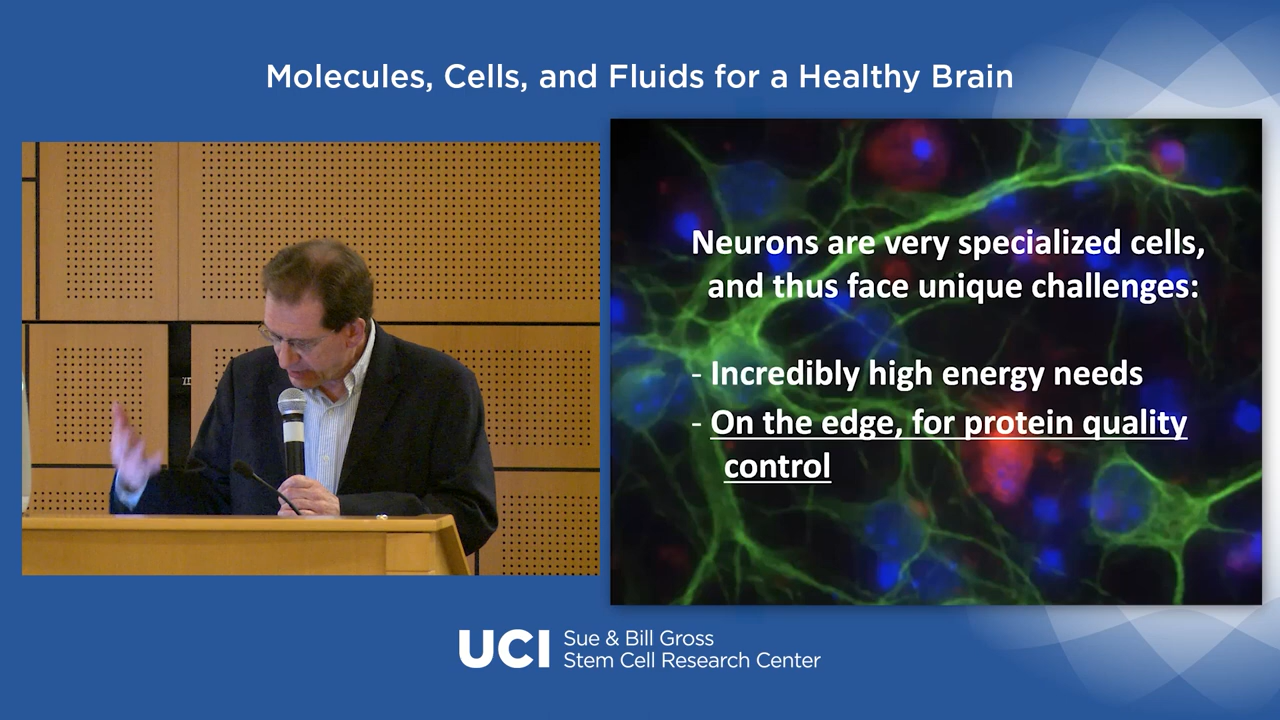 Molecules, Cells, and Fluids for a Healthy Brain
Neurons are very specialized cells,
and thus face unique challenges:
- Incredibly high energy needs
- On the edge, for protein quality
control
UCI
Sue & Bill Gross
Stem Cell Research Center